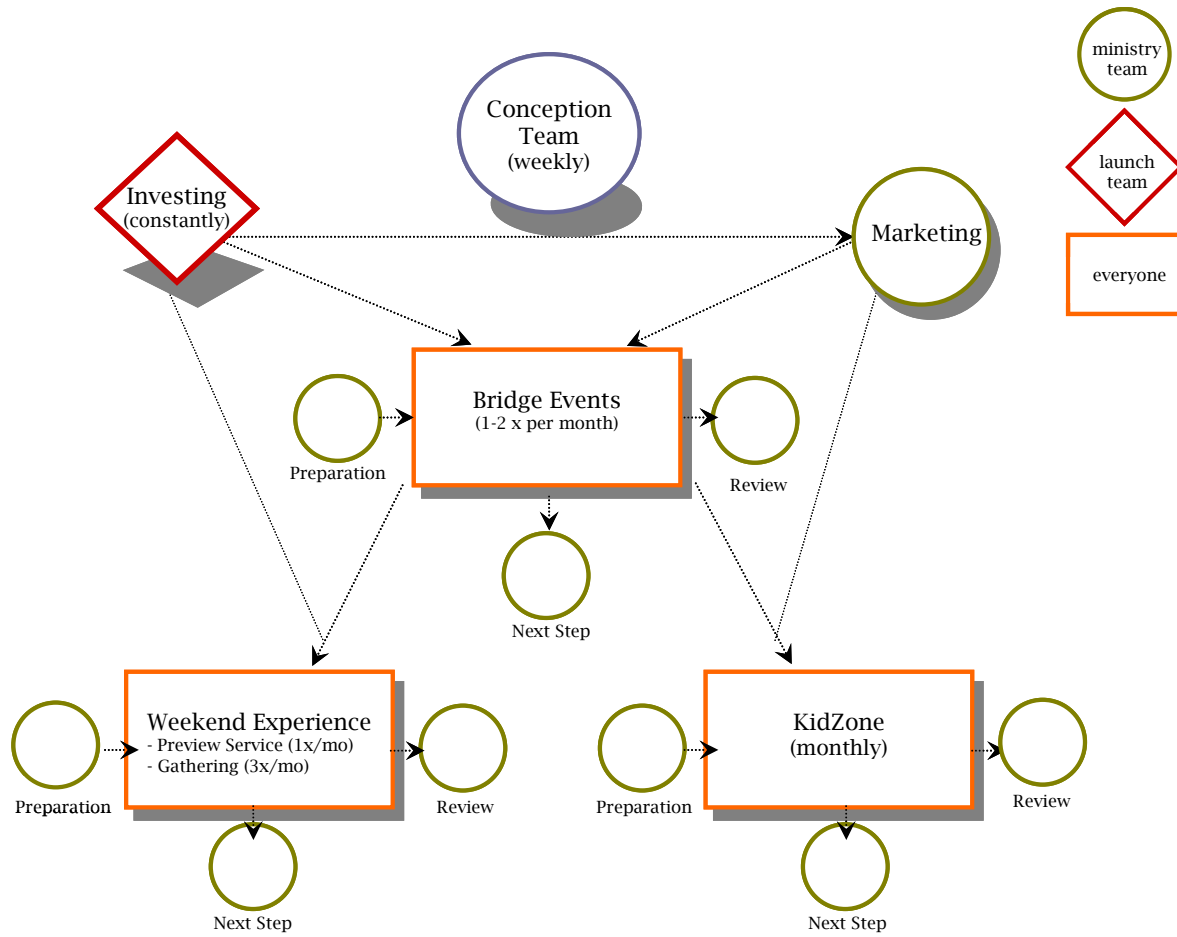 Conception
Team
(weekly)
ministry
team
launch
team
everyone
Investing
(constantly)
Marketing
Bridge Events
(1-2 x per month)
Preparation
Review
Next Step
Weekend Experience
- Preview Service (1x/mo)
- Gathering (3x/mo)
Preparation
Review
Next Step
KidZone
(monthly)
Preparation
Review
Next Step